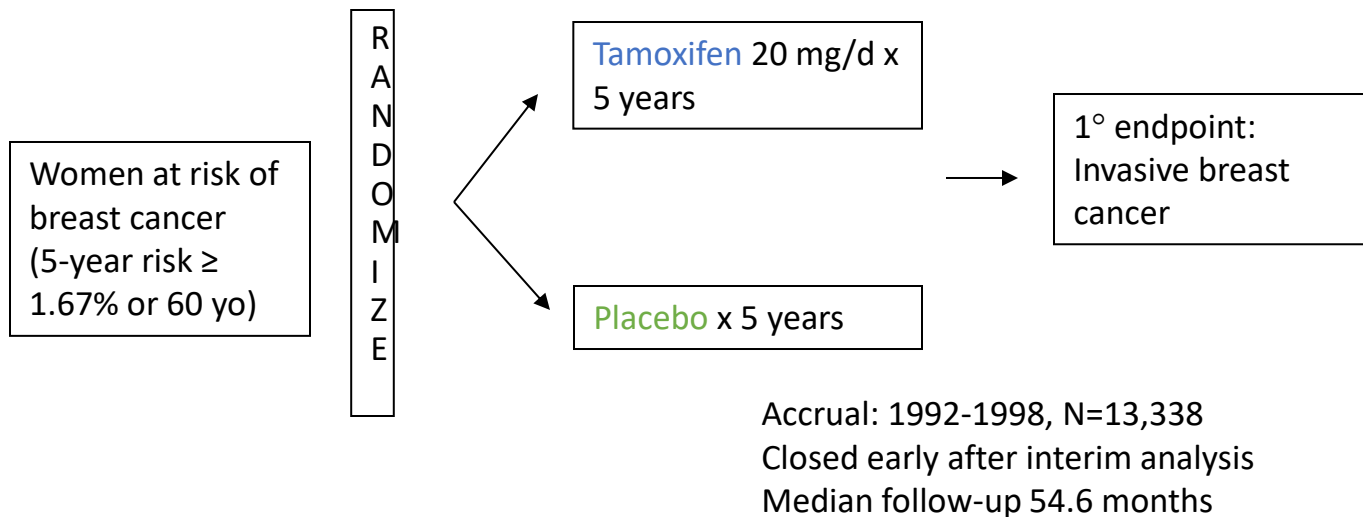 Women at risk of
breast cancer
(5-year risk ≥
1.67% or 60 yo)
R
A
N
D
O
M
I
Z
E
Tamoxifen 20 mg/d x
5 years
Placebo x 5 years
1° endpoint:
Invasive breast
cancer
Accrual: 1992-1998, N=13,338
Closed early after interim analysis
Median follow-up 54.6 months